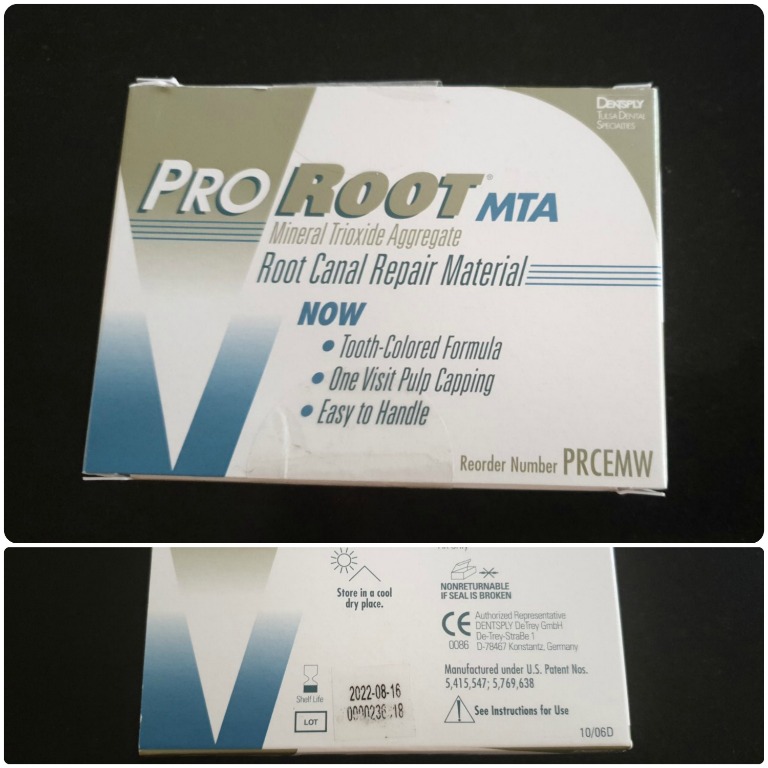 DENTSPLY
TULSA DENTAL
SPECIALTIES
PROROOT® MTA
Mineral Trioxide Aggregate
Root Canal Repair Material
NOW
• Tooth-Colored Formula
• One Visit Pulp Capping
• Easy to Handle
Reorder Number PRCEMW
Store in a cool
dry place.
NONRETURNABLE
IF SEAL IS BROKEN
CE
0086
Authorized Representative
DENTSPLY DeTrey GmbH
De-Trey-Straße 1
D-78467 Konstanz, Germany
Shelf Life
2022-08-16
LOT
Manufactured under U.S. Patent Nos.
5,415,547; 5,769,638
See Instructions for Use
10/06D